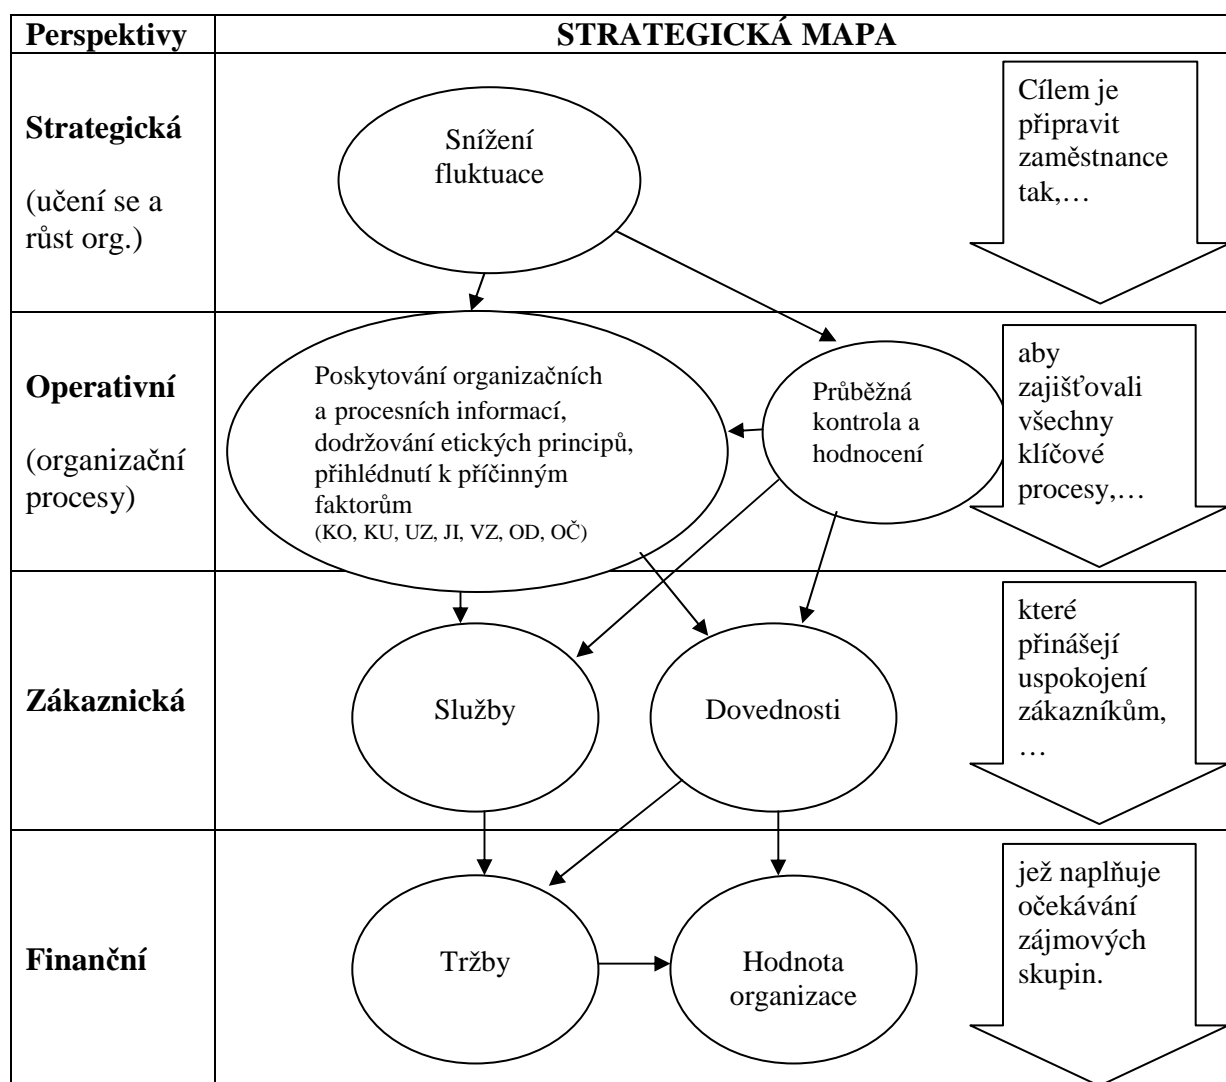 Perspektivy
STRATEGICKÁ MAPA
Strategická
(učení se a
růst org.)
Snížení
fluktuace
Cílem je
připravit
zaměstnance
tak,…
Operativní
(organizační
procesy)
Poskytování organizačních
a procesních informací,
dodržování etických principů,
přihlédnutí k příčinným
faktorům
(KO, KU, UZ, JI, VZ, OD, OČ)
Průběžná
kontrola a
hodnocení
aby
zajišťovali
všechny
klíčové
procesy,…
Zákaznická
Služby
Dovednosti
které
přinášejí
uspokojení
zákazníkům,
…
Finanční
Tržby
Hodnota
organizace
jež naplňuje
očekávání
zájmových
skupin.